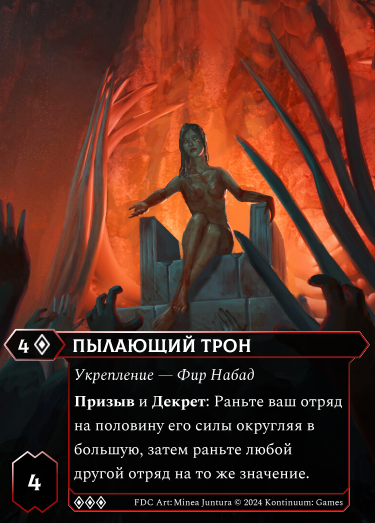 4 ПЫЛАЮЩИЙ ТРОН
Укрепление — Фир Набад
Призыв и Декрет: Раньте ваш отряд
на половину его силы округляя в
большую, затем раньте любой
другой отряд на то же значение.
4
FDC Art: Minea Juntura © 2024 Kontinuum: Games